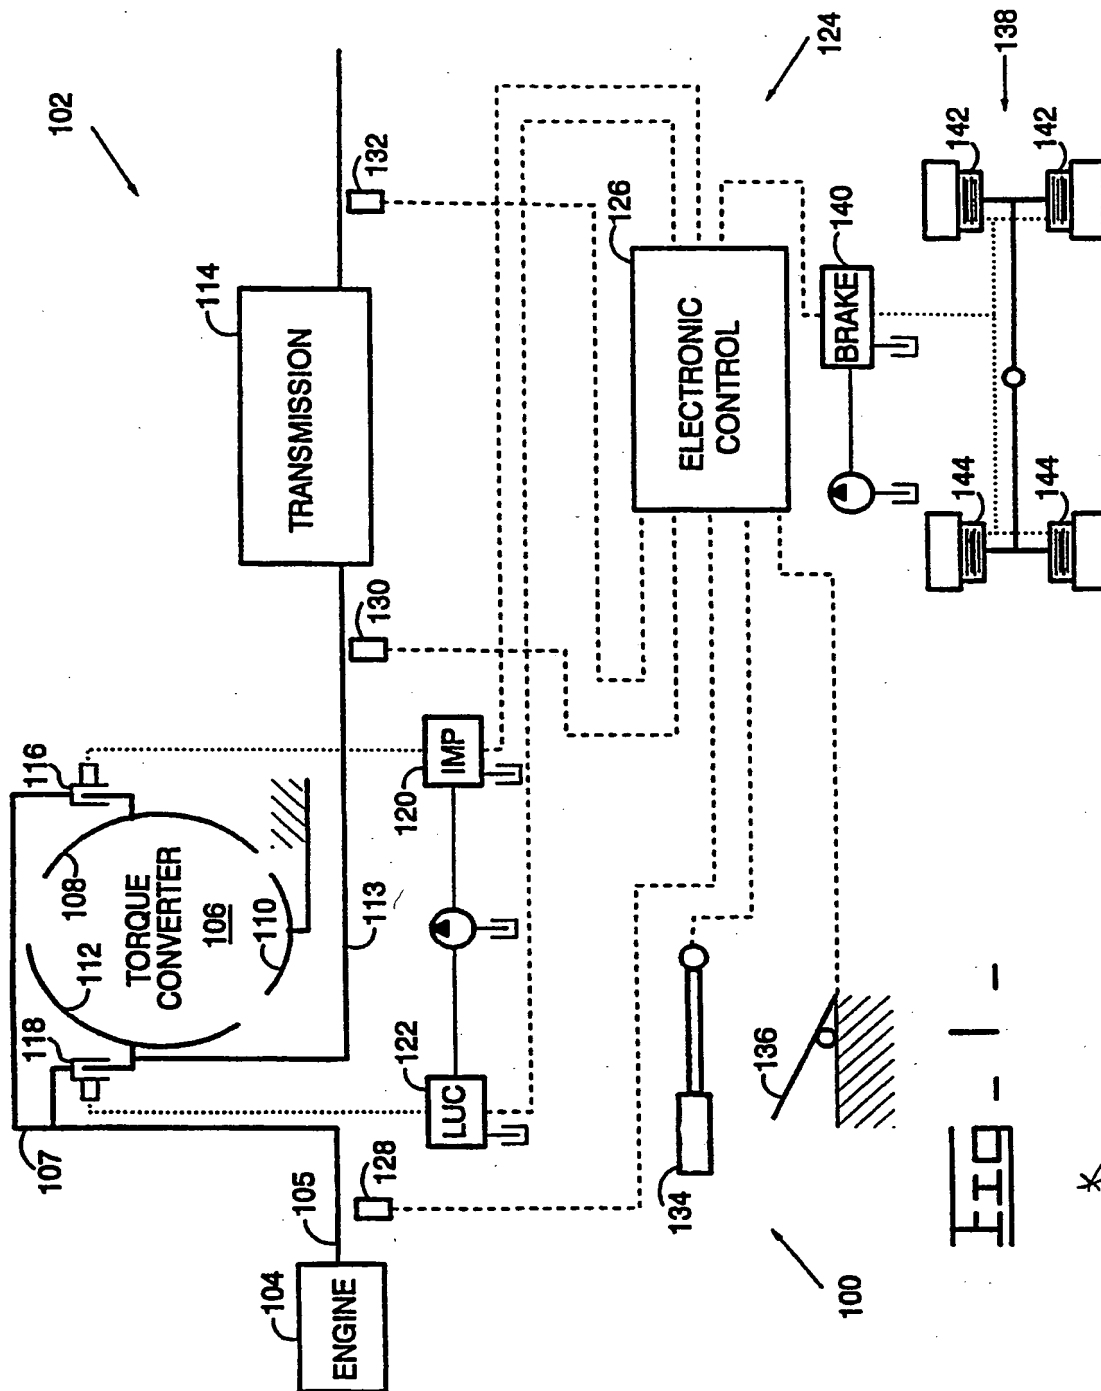 102
104
ENGINE
105
107
118
112
TORQUE
CONVERTER
106
108
110
116
113
130
114
TRANSMISSION
132
128
122
LUC
120
IMP
134
136
100
126
ELECTRONIC
CONTROL
124
140
BRAKE
138
142
142
144
144
FIG - 1 -